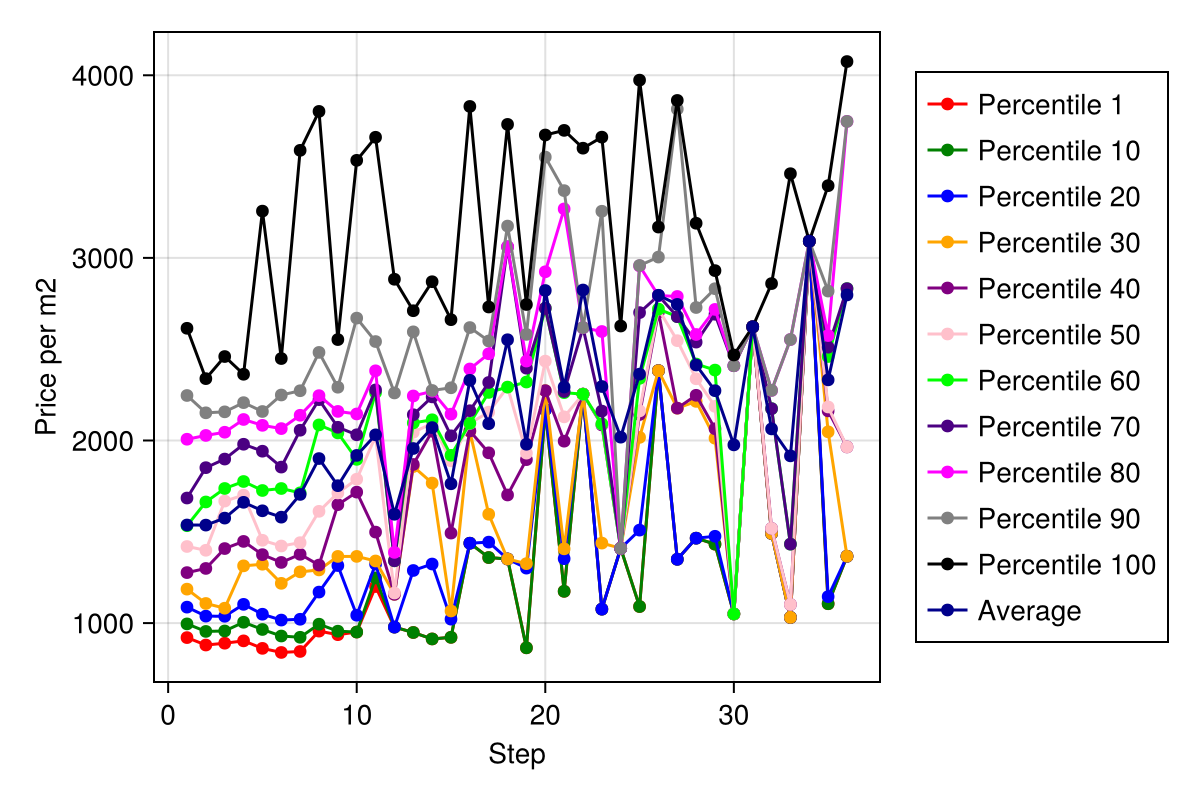 4000
3000
2000
1000
Price per m2
0 10 20 30
Step
Percentile 1
Percentile 10
Percentile 20
Percentile 30
Percentile 40
Percentile 50
Percentile 60
Percentile 70
Percentile 80
Percentile 90
Percentile 100
Average